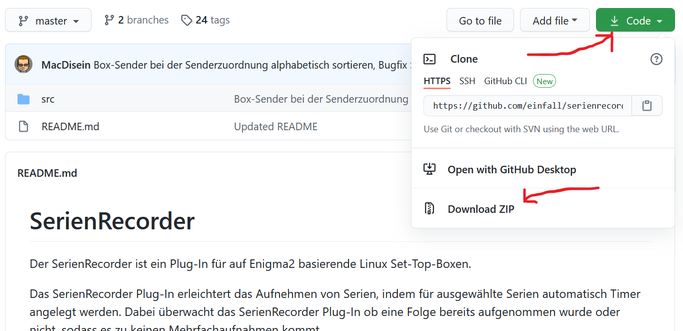 master 2 branches 24 tags Go to file Add file Code
MacDisein Box-Sender bei der Senderzuordnung alphabetisch sortieren, Bugfix
src Box-Sender bei der Senderzuordnung
README.md Updated README
Clone
HTTPS SSH GitHub CLI New
https://github.com/einfall/serienrecor
Use Git or checkout with SVN using the web URL.
Open with GitHub Desktop
Download ZIP
README.md
SerienRecorder
Der SerienRecorder ist ein Plug-In für auf Enigma2 basierende Linux Set-Top-Boxen.
Das SerienRecorder Plug-In erleichtert das Aufnehmen von Serien, indem für ausgewählte Serien automatisch Timer
angelegt werden. Dabei überwacht das SerienRecorder Plug-In ob eine Folge bereits aufgenommen wurde oder
nicht, sodass es zu keinen Mehrfachaufnahmen kommt.